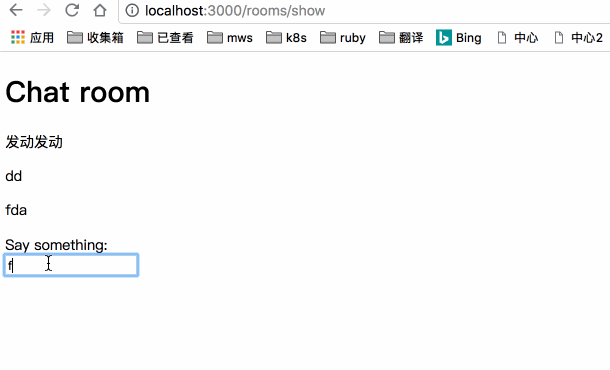 localhost:3000/rooms/show
应用 收集箱 已查看 mws k8s ruby 翻译 Bing 中心 中心2
Chat room
发动发动
dd
fda
Say something:
f